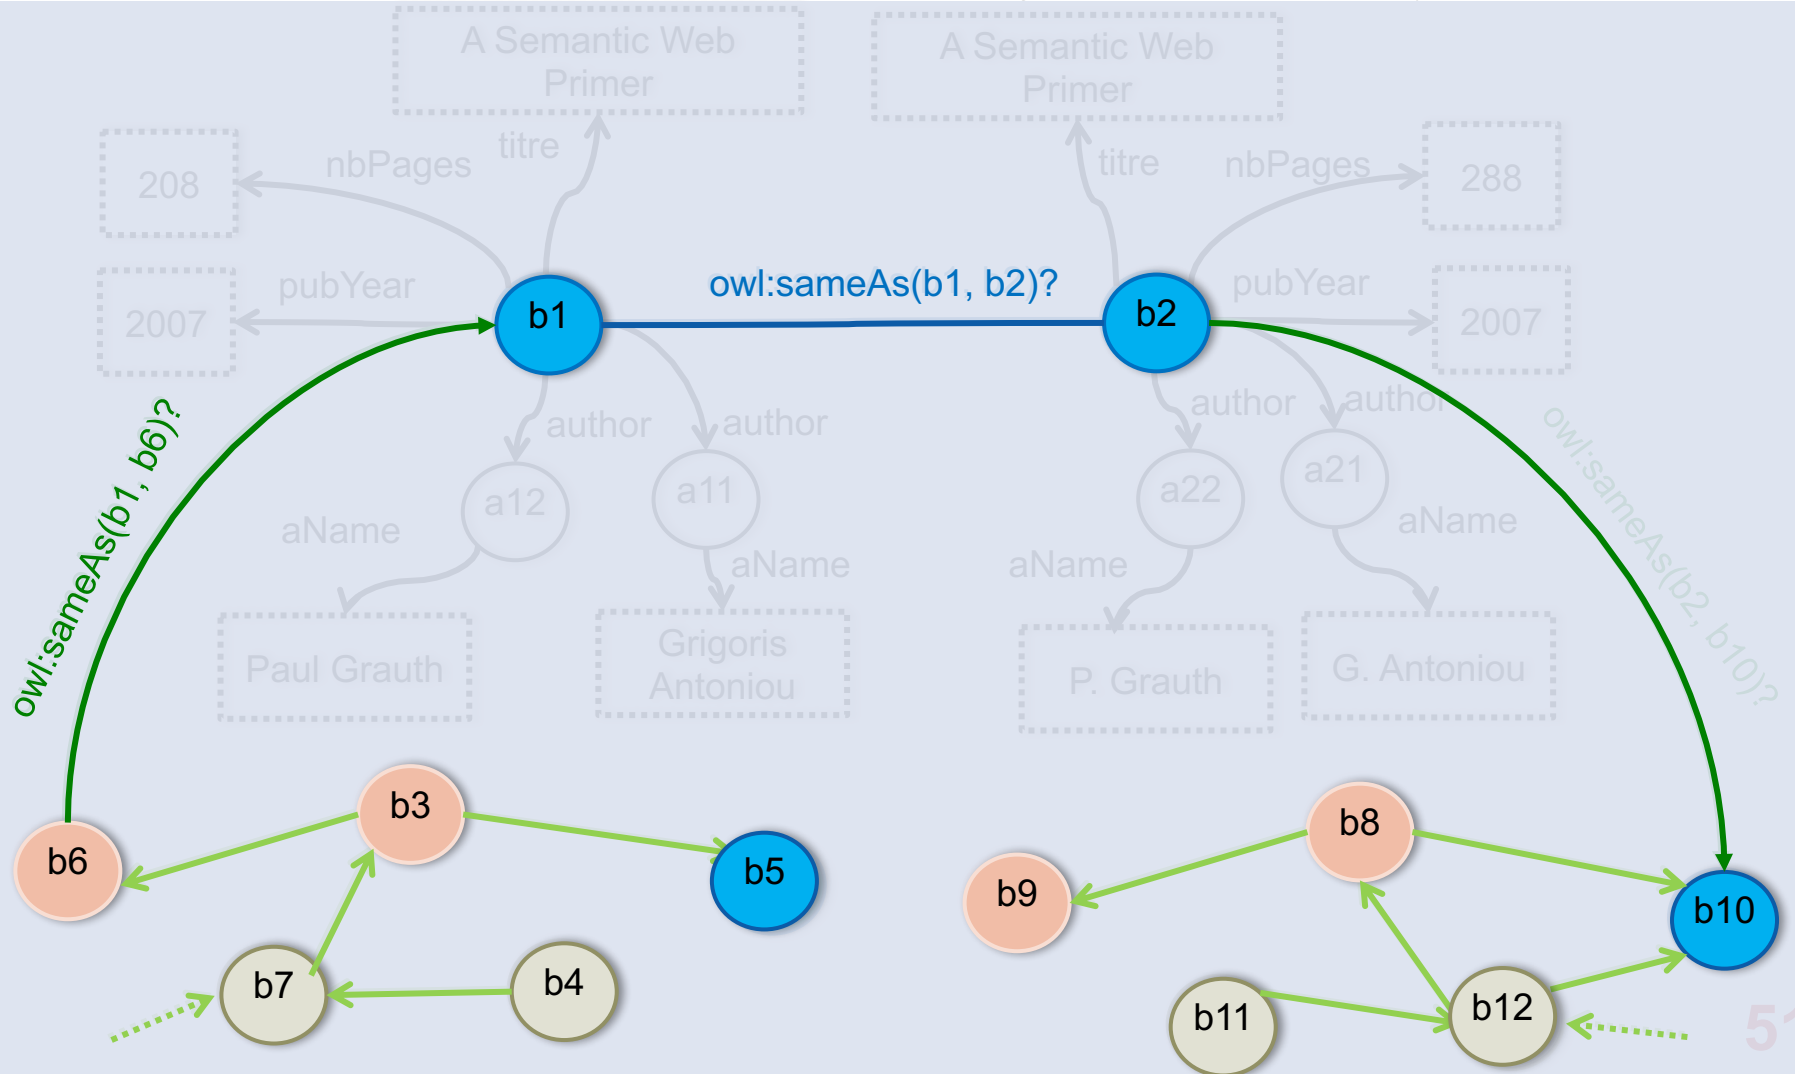 A Semantic Web
Primer
A Semantic Web
Primer
titre
titre
nbPages
nbPages
208
288
pubYear
owl:sameAs(b1, b2)?
pubYear
2007
b1
b2
2007
author
author
author
author
owl:sameAs(b1, b6)?
owl:sameAs(b2, b10)?
a12
a11
a22
a21
aName
aName
aName
aName
Paul Grauth
Grigoris
Antoniou
P. Grauth
G. Antoniou
b3
b8
b6
b5
b9
b10
b7
b4
b11
b12
51